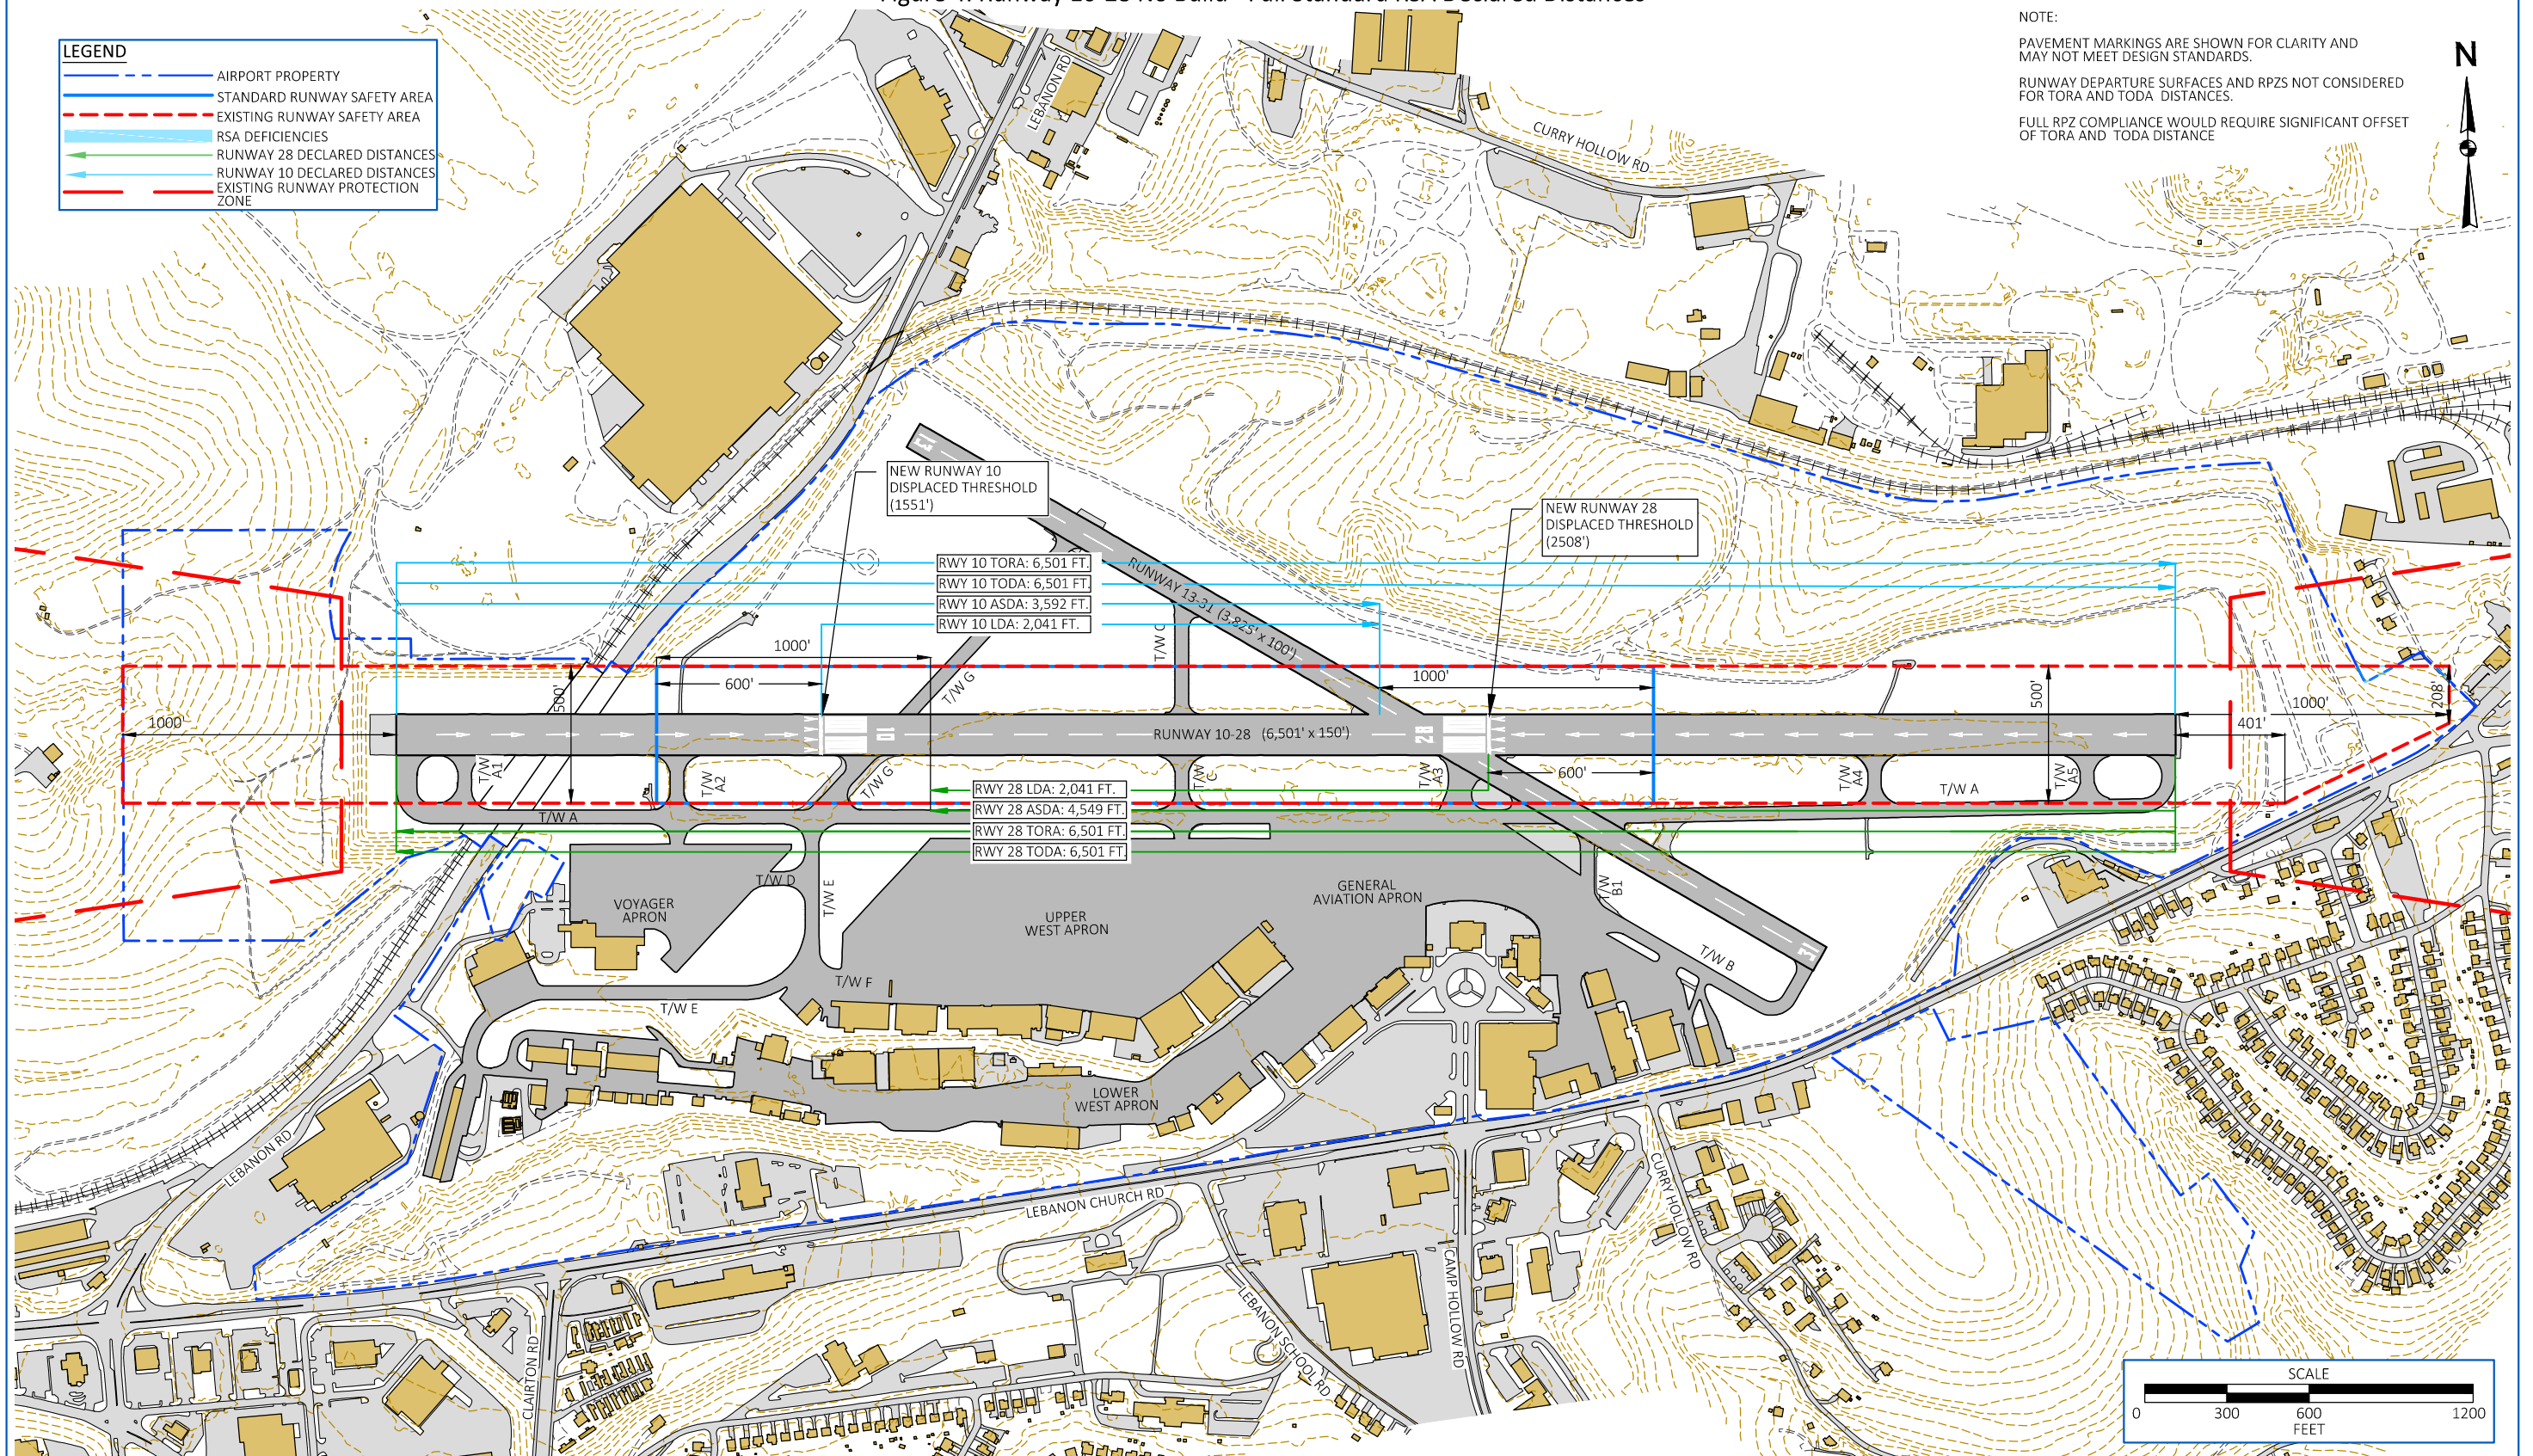 LEGEND
AIRPORT PROPERTY
STANDARD RUNWAY SAFETY AREA
EXISTING RUNWAY SAFETY AREA
RSA DEFICIENCIES
RUNWAY 28 DECLARED DISTANCES
RUNWAY 10 DECLARED DISTANCES
EXISTING RUNWAY PROTECTION
ZONE
NOTE:
PAVEMENT MARKINGS ARE SHOWN FOR CLARITY AND
MAY NOT MEET DESIGN STANDARDS.
RUNWAY DEPARTURE SURFACES AND RPZS NOT CONSIDERED
FOR TORA AND TODA DISTANCES.
FULL RPZ COMPLIANCE WOULD REQUIRE SIGNIFICANT OFFSET
OF TORA AND TODA DISTANCE
N
LEBANON RD
CURRY HOLLOW RD
13
NEW RUNWAY 10
DISPLACED THRESHOLD
(1551')
NEW RUNWAY 28
DISPLACED THRESHOLD
(2508')
RWY 10 TORA: 6,501 FT.
RWY 10 TODA: 6,501 FT.
RWY 10 ASDA: 3,592 FT.
RWY 10 LDA: 2,041 FT.
RUNWAY 13-31 (3,825' x 100')
T/W C
T/W G
1000'
600'
500'
1000'
1000'
500'
208'
1000'
401'
10
RUNWAY 10-28 (6,501' x 150')
28
T/W
A1
T/W
A2
T/W G
T/W
C
T/W
A3
600'
T/W
A4
T/W A
T/W
A5
RWY 28 LDA: 2,041 FT.
RWY 28 ASDA: 4,549 FT.
RWY 28 TORA: 6,501 FT.
RWY 28 TODA: 6,501 FT.
T/W A
T/W D
T/W E
VOYAGER
APRON
UPPER
WEST APRON
GENERAL
AVIATION APRON
T/W
B1
T/W B
31
T/W F
T/W E
LOWER
WEST APRON
LEBANON RD
LEBANON CHURCH RD
CURRY HOLLOW RD
CAMP HOLLOW RD
LEBANON SCHOOL RD
CLAIRTON RD
SCALE
0 300 600 1200
FEET